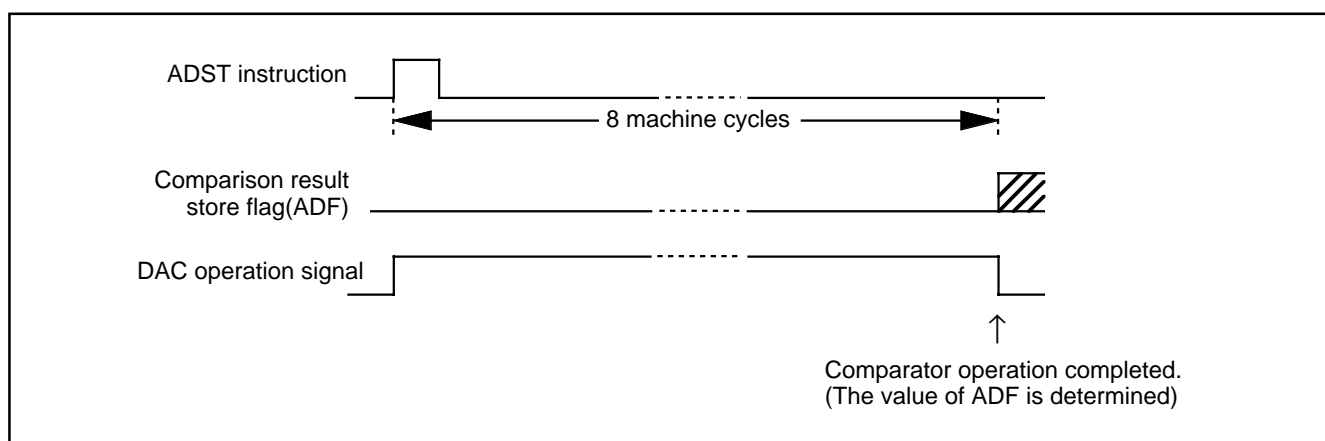 ADST instruction
8 machine cycles
Comparison result
store flag(ADF)
DAC operation signal
Comparator operation completed.
(The value of ADF is determined)